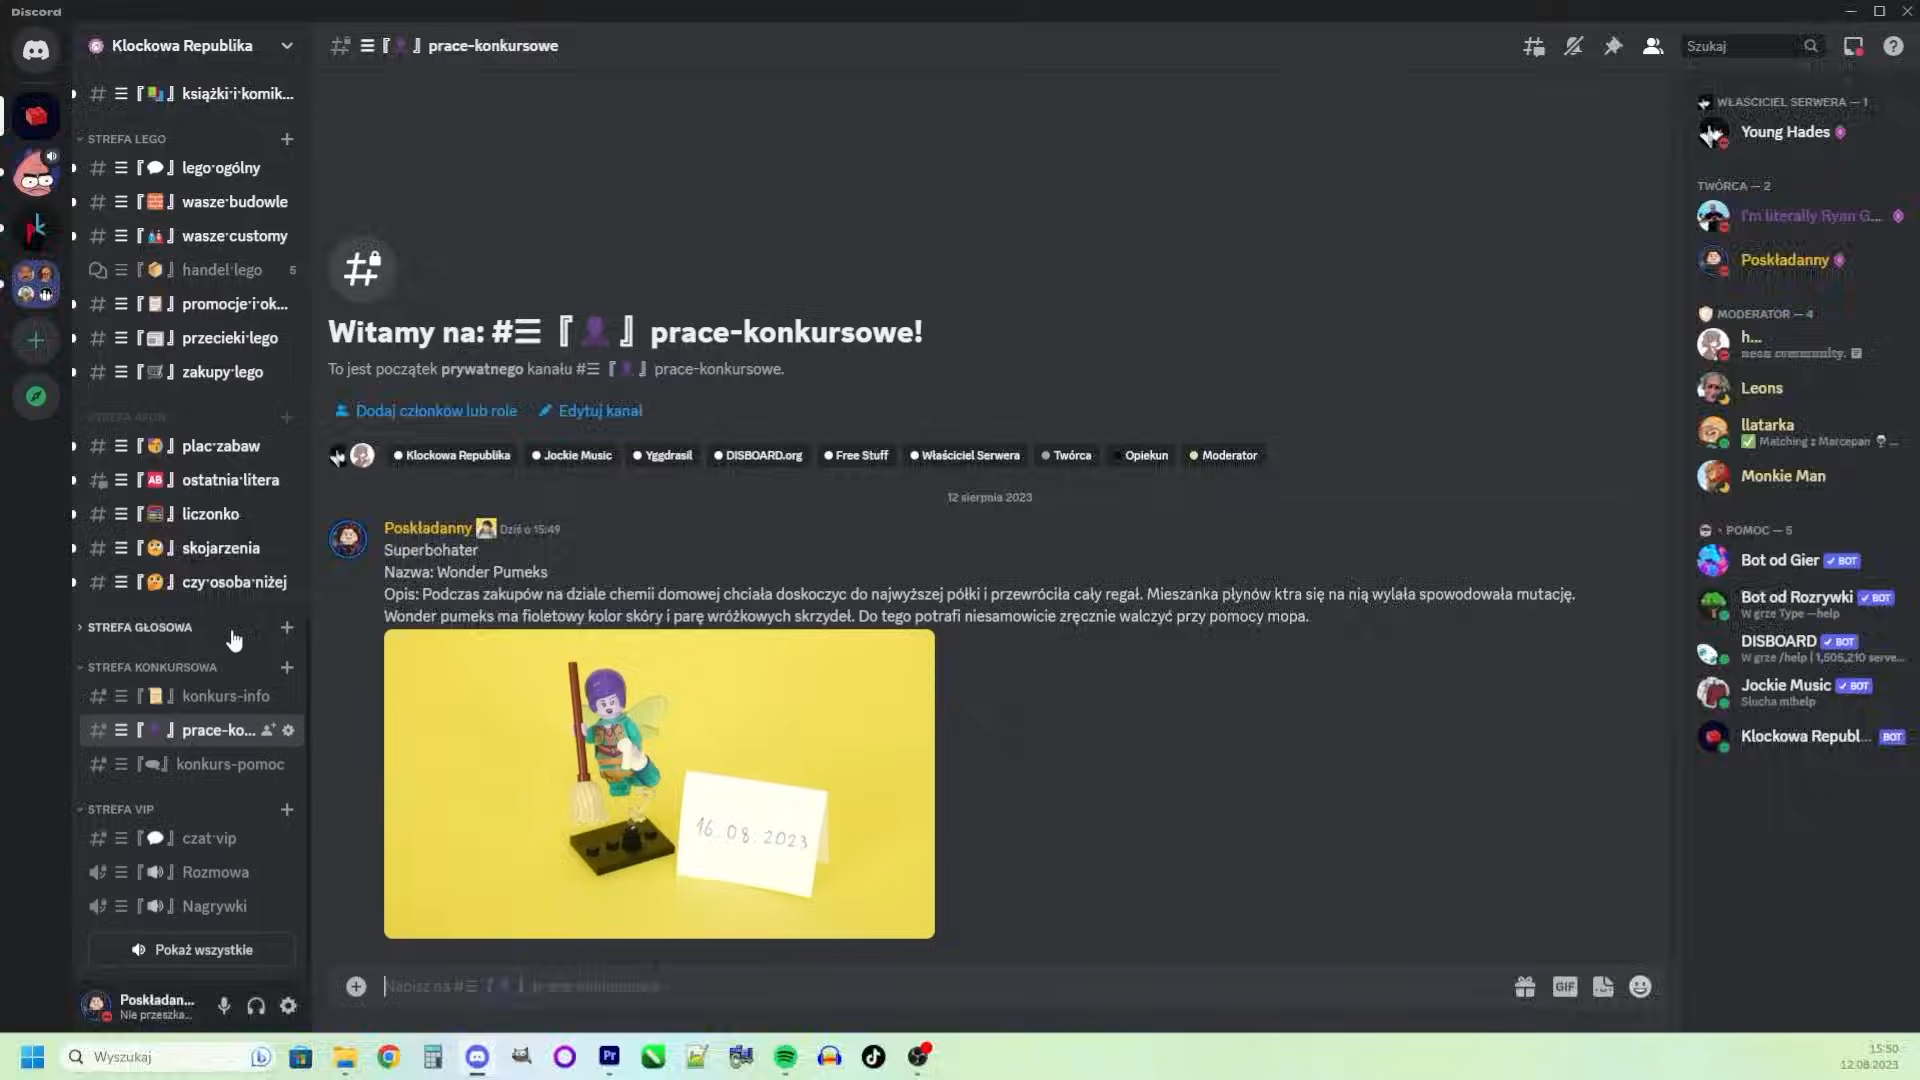 Discord
Klockowa Republika
prace-konkursowe
Szukaj
książki·i·komik...
STREFA LEGO
lego·ogólny
wasze·budowle
wasze·customy
handel·lego 5
promocje·i·ok...
przecieki·lego
zakupy·lego
plac·zabaw
ostatnia·litera
liczonko
skojarzenia
czy·osoba·niżej
STREFA GŁOSOWA
STREFA KONKURSOWA
konkurs-info
prace-ko...
konkurs-pomoc
STREFA VIP
czat·vip
Rozmowa
Nagrywki
Pokaż wszystkie
Poskładan...
Nie przeszka...
Witamy na: #☰『👤』prace-konkursowe!
To jest początek prywatnego kanału #☰『👤』prace-konkursowe.
Dodaj członków lub role Edytuj kanał
Klockowa Republika Jockie Music Yggdrasil DISBOARD.org Free Stuff Właściciel Serwera Twórca Opiekun Moderator
12 sierpnia 2023
Poskładanny Dziś o 15:49
Superbohater
Nazwa: Wonder Pumeks
Opis: Podczas zakupów na dziale chemii domowej chciała doskoczyc do najwyższej półki i przewróciła cały regał. Mieszanka płynów ktra się na nią wylała spowodowała mutację.
Wonder pumeks ma fioletowy kolor skóry i parę wróżkowych skrzydeł. Do tego potrafi niesamowicie zręcznie walczyć przy pomocy mopa.
16.08.2023
Napisz na #☰
GIF
WŁAŚCICIEL SERWERA — 1
Young Hades
TWÓRCA — 2
I'm literally Ryan G...
Poskładanny
MODERATOR — 4
h...
neon community.
Leons
llatarka
Matching z Marcepan
Monkie Man
POMOC — 5
Bot od Gier BOT
Bot od Rozrywki BOT
W grze Type —help
DISBOARD BOT
W grze /help | 1,505,210 serve...
Jockie Music BOT
Słucha m!help
Klockowa Republ... BOT
Wyszukaj
Pr
15:50
12.08.2023